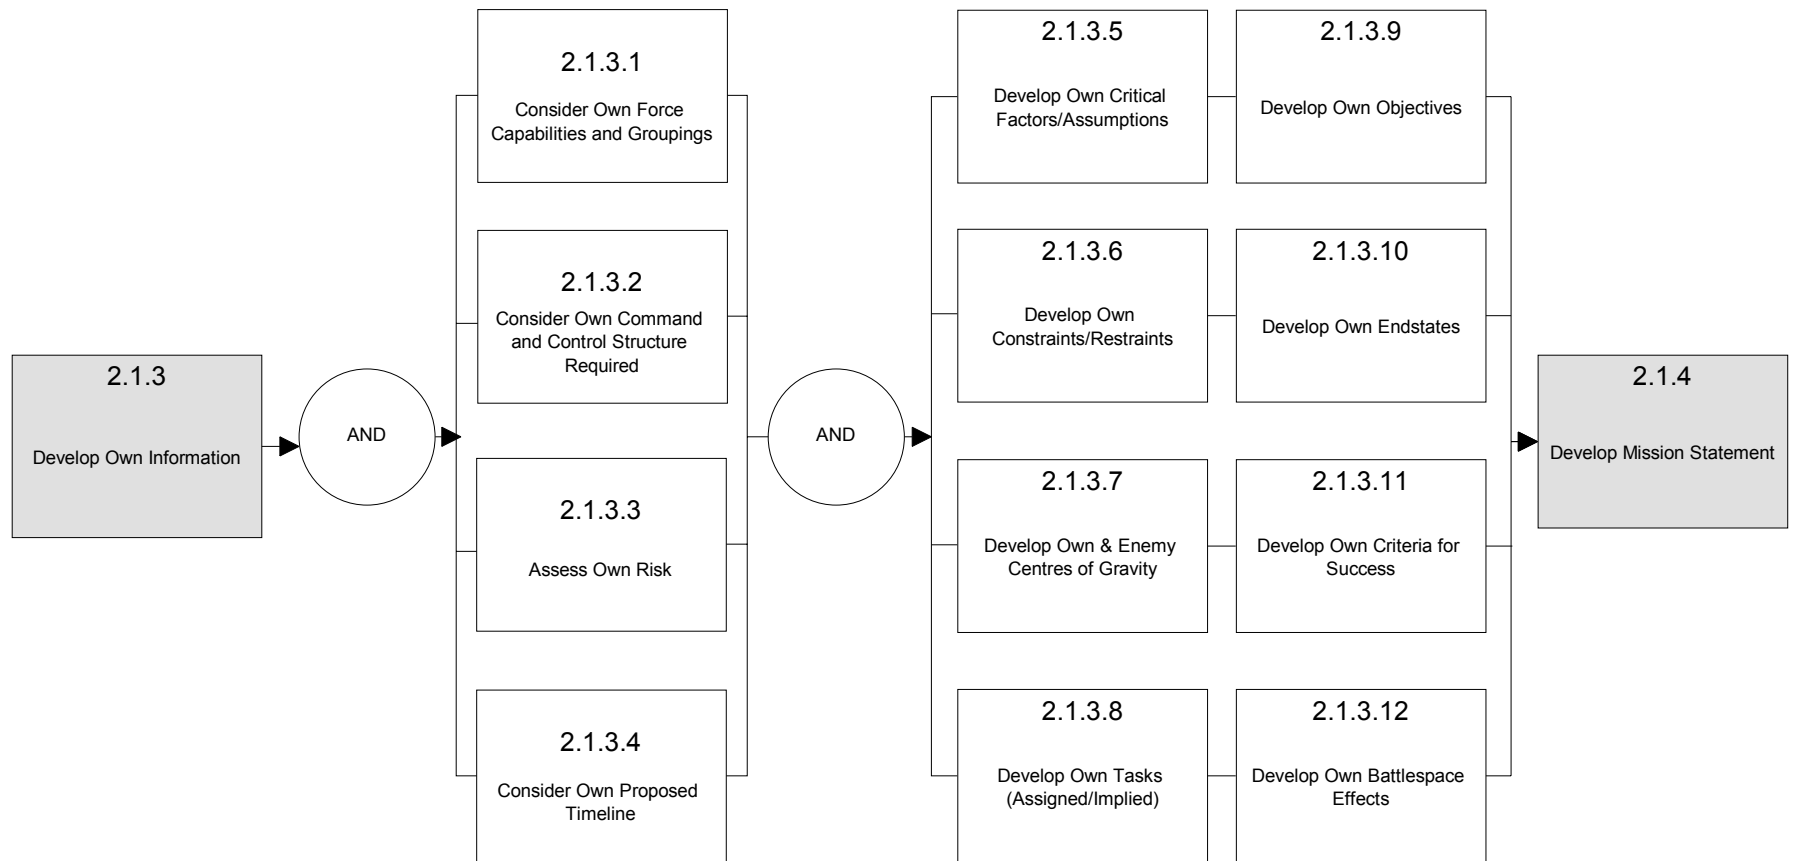 2.1.3
Develop Own Information
AND
2.1.3.1
Consider Own Force
Capabilities and Groupings
2.1.3.2
Consider Own Command
and Control Structure
Required
2.1.3.3
Assess Own Risk
2.1.3.4
Consider Own Proposed
Timeline
AND
2.1.3.5
Develop Own Critical
Factors/Assumptions
2.1.3.9
Develop Own Objectives
2.1.3.6
Develop Own
Constraints/Restraints
2.1.3.10
Develop Own Endstates
2.1.3.7
Develop Own & Enemy
Centres of Gravity
2.1.3.11
Develop Own Criteria for
Success
2.1.3.8
Develop Own Tasks
(Assigned/Implied)
2.1.3.12
Develop Own Battlespace
Effects
2.1.4
Develop Mission Statement